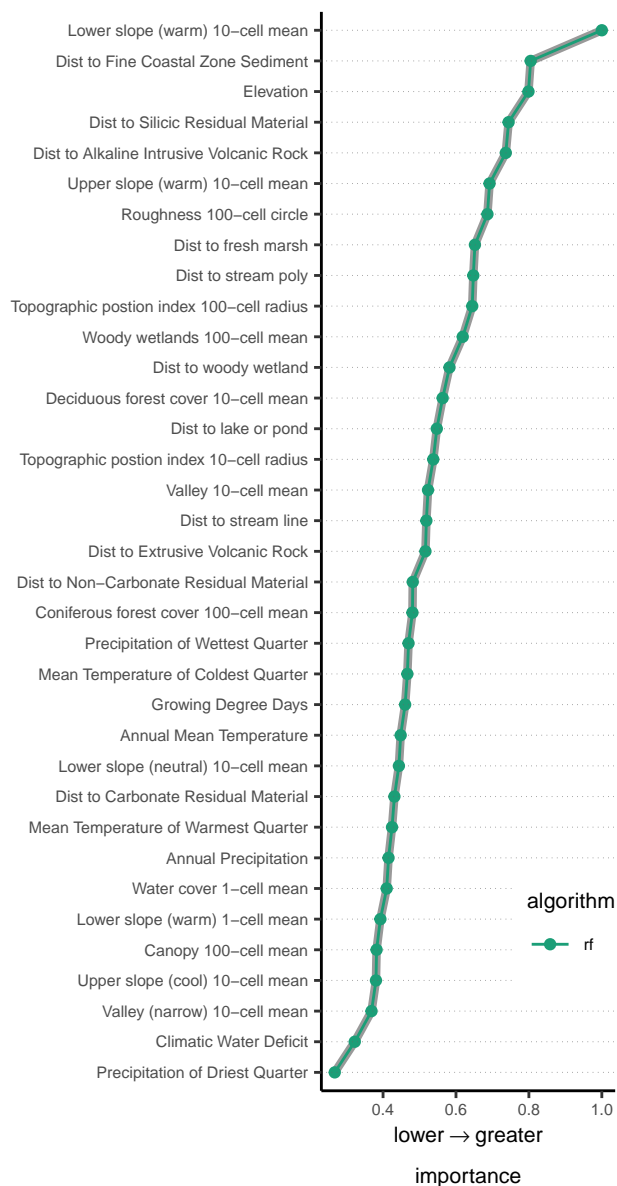 Lower slope (warm) 10−cell mean
Dist to Fine Coastal Zone Sediment
Elevation
Dist to Silicic Residual Material
Dist to Alkaline Intrusive Volcanic Rock
Upper slope (warm) 10−cell mean
Roughness 100−cell circle
Dist to fresh marsh
Dist to stream poly
Topographic postion index 100−cell radius
Woody wetlands 100−cell mean
Dist to woody wetland
Deciduous forest cover 10−cell mean
Dist to lake or pond
Topographic postion index 10−cell radius
Valley 10−cell mean
Dist to stream line
Dist to Extrusive Volcanic Rock
Dist to Non−Carbonate Residual Material
Coniferous forest cover 100−cell mean
Precipitation of Wettest Quarter
Mean Temperature of Coldest Quarter
Growing Degree Days
Annual Mean Temperature
Lower slope (neutral) 10−cell mean
Dist to Carbonate Residual Material
Mean Temperature of Warmest Quarter
Annual Precipitation
Water cover 1−cell mean
Lower slope (warm) 1−cell mean
Canopy 100−cell mean
Upper slope (cool) 10−cell mean
Valley (narrow) 10−cell mean
Climatic Water Deficit
Precipitation of Driest Quarter
algorithm
rf
0.4 0.6 0.8 1.0
lower → greater
importance